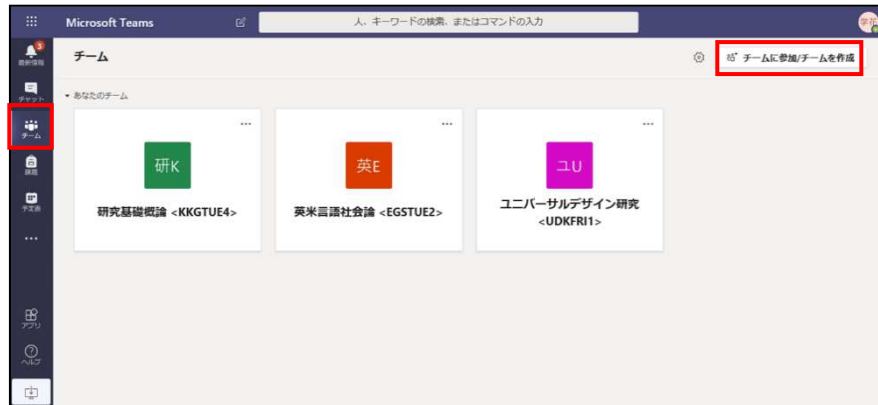 Microsoft Teams
人、キーワードの検索、またはコマンドの入力
学花
3
最新情報
チーム
チームに参加/チームを作成
チャット
あなたのチーム
チーム
課題
予定表
研K
研究基礎概論 <KKGTUE4>
英E
英米言語社会論 <EGSTUE2>
ユU
ユニバーサルデザイン研究
<UDKFRI1>
アプリ
ヘルプ